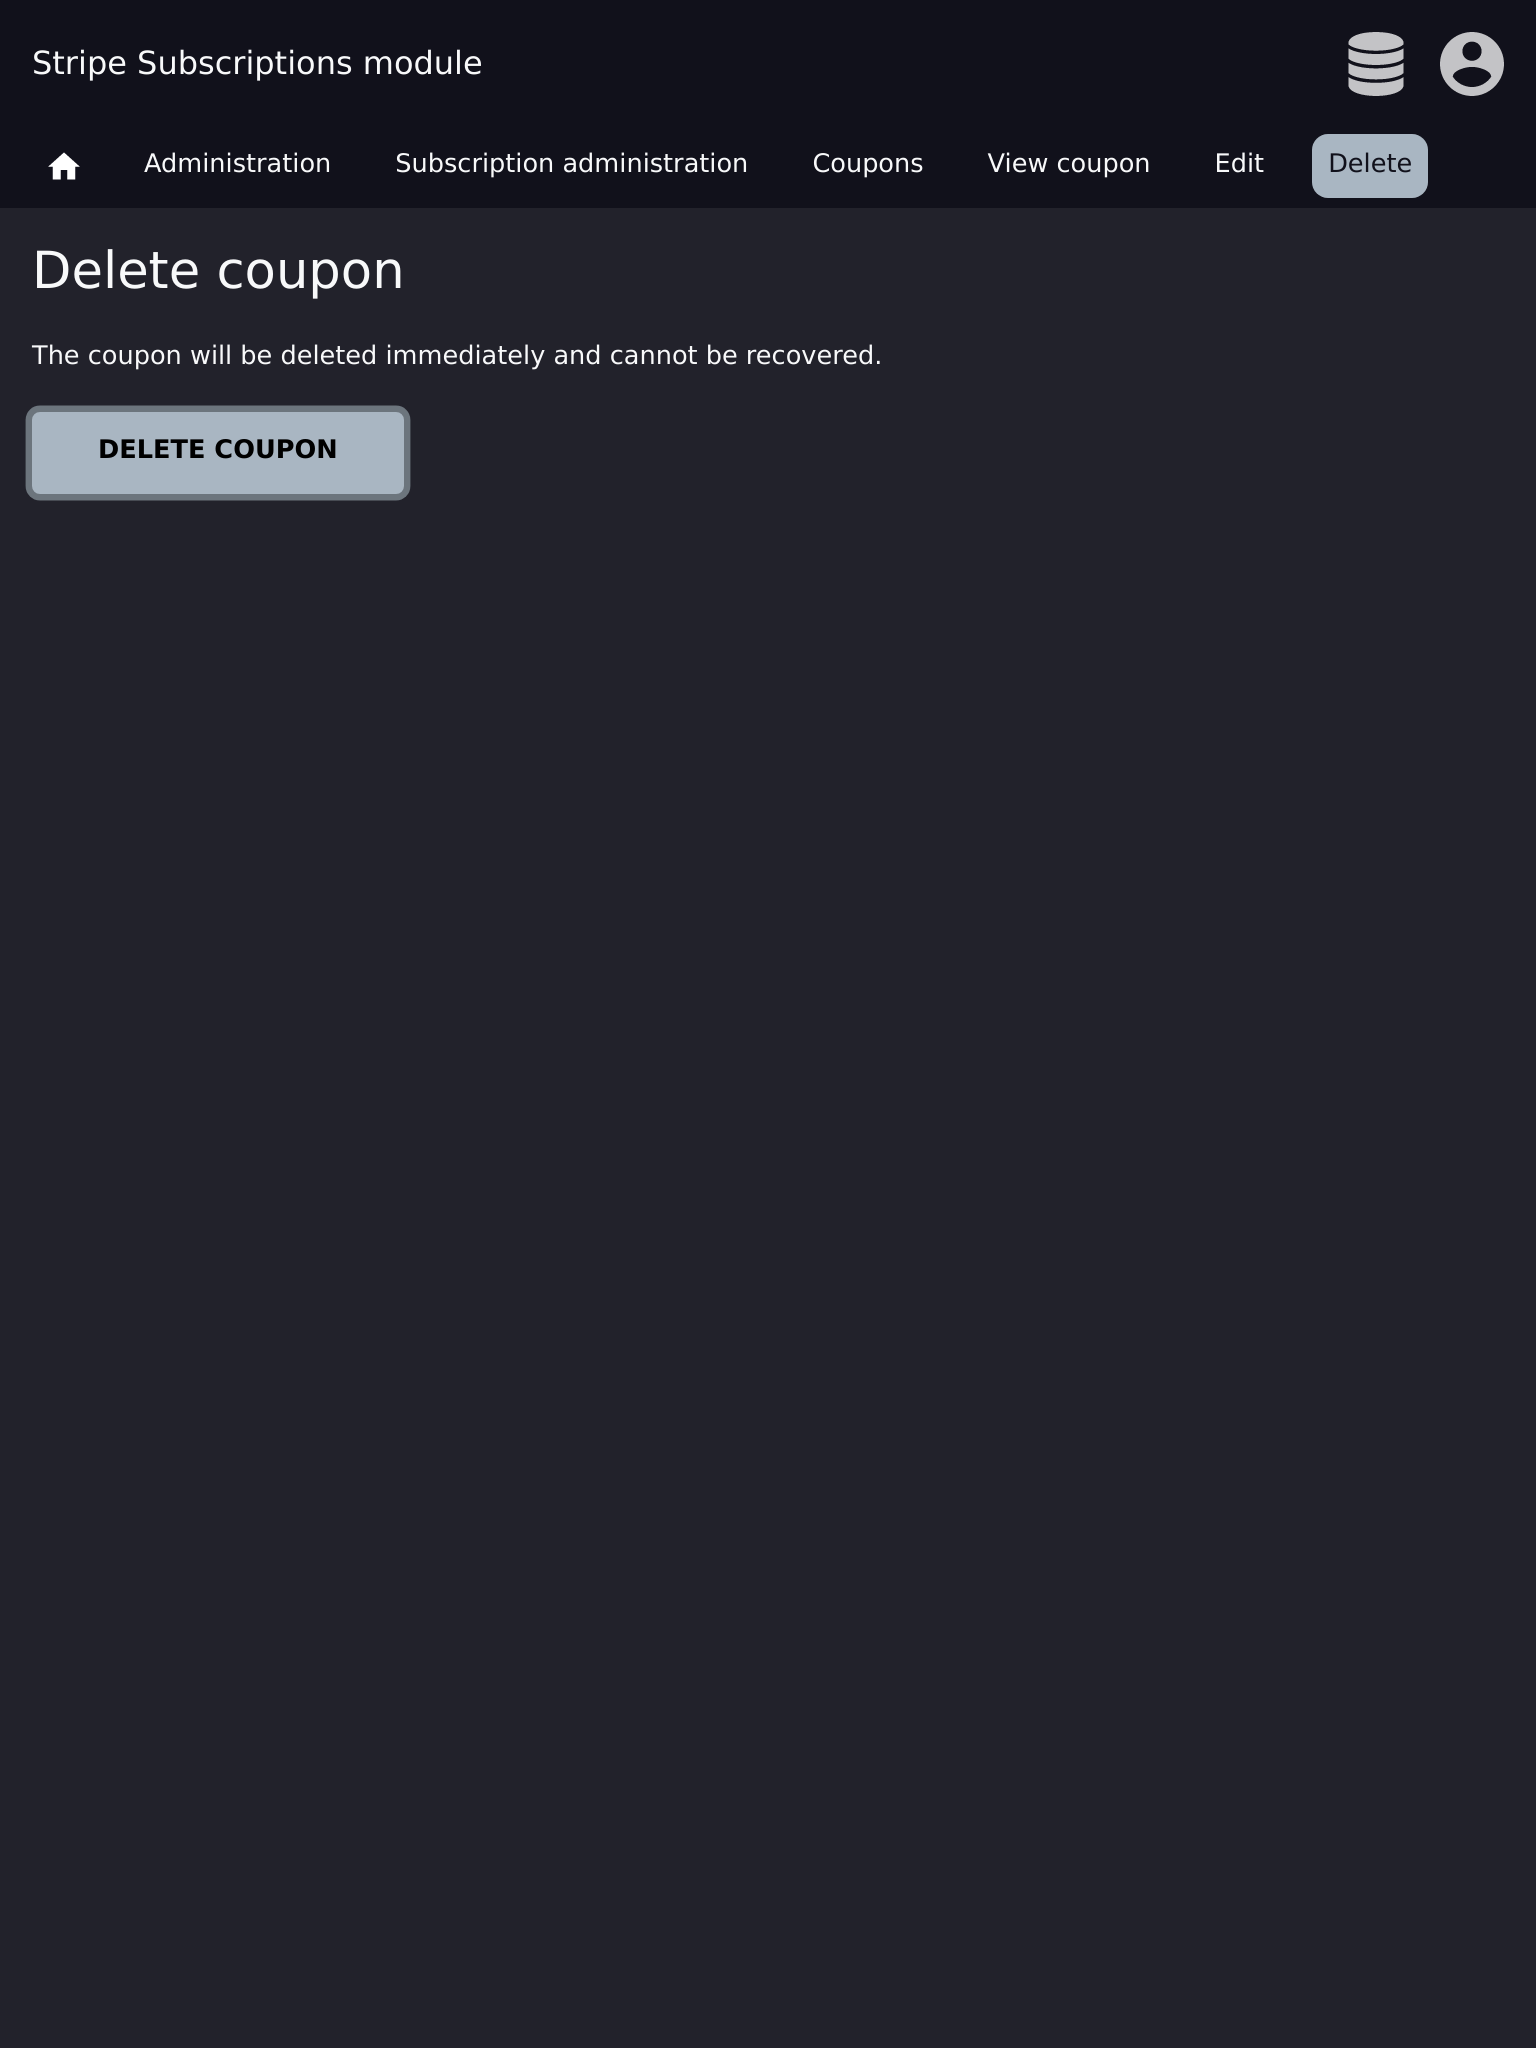 Stripe Subscriptions module
Administration Subscription administration Coupons View coupon Edit Delete
Delete coupon
The coupon will be deleted immediately and cannot be recovered.
DELETE COUPON